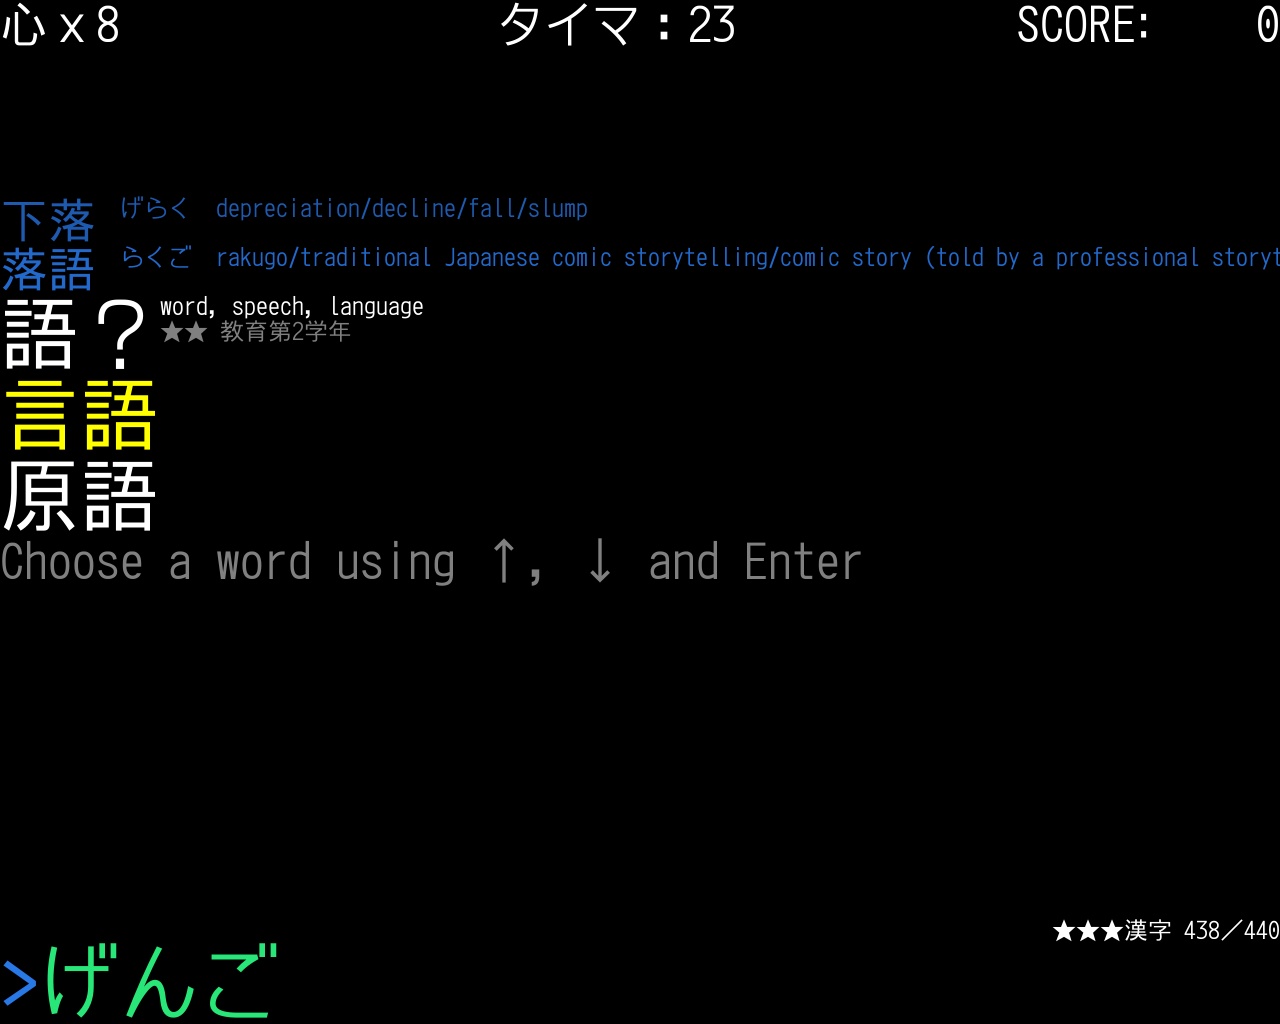 心ｘ8 タイマ：23 SCORE: 0
下落 げらく depreciation/decline/fall/slump
落語 らくご rakugo/traditional Japanese comic storytelling/comic story (told by a professional storyt
語？ word, speech, language
★★ 教育第2学年
言語
原語
Choose a word using ↑, ↓ and Enter
★★★漢字 438／440
>げんご